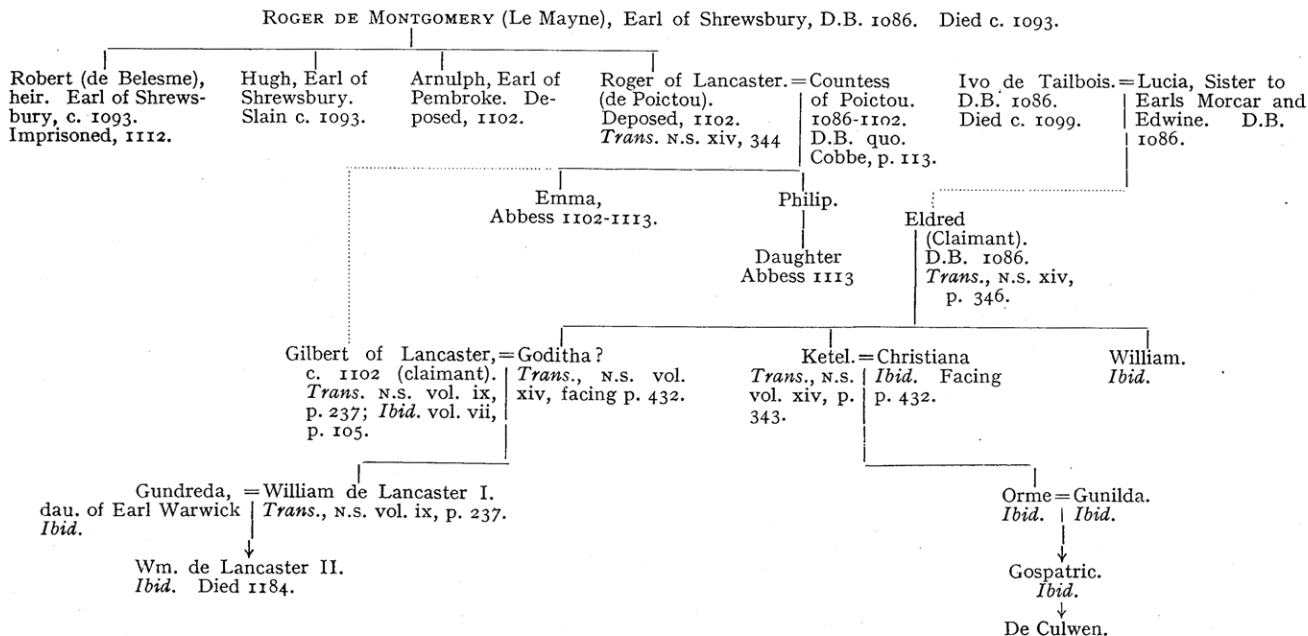 ROGER DE MONTGOMERY (Le Mayne), Earl of Shrewsbury, D.B. 1086. Died c. 1093.
Robert (de Belesme),
heir. Earl of Shrews-
bury, c. 1093.
Imprisoned, 1112.
Hugh, Earl of
Shrewsbury.
Slain c. 1093.
Arnulph, Earl of
Pembroke. De-
posed, 1102.
Roger of Lancaster.
(de Poictou).
Deposed, 1102.
Trans. N.S. xiv, 344
= Countess
of Poictou.
1086-1102.
D.B. quo.
Cobbe, p. 113.
Ivo de Tailbois.
D.B. 1086.
Died c. 1099.
= Lucia, Sister to
Earls Morcar and
Edwine. D.B.
1086.
Emma,
Abbess 1102-1113.
Philip.
Daughter
Abbess 1113
Eldred
(Claimant).
D.B. 1086.
Trans., N.S. xiv,
p. 346.
Gilbert of Lancaster,
c. 1102 (claimant).
Trans. N.S. vol. ix,
p. 237; Ibid. vol. vii,
p. 105.
= Goditha?
Trans., N.S. vol.
xiv, facing p. 432.
Ketel.
Trans., N.S.
vol. xiv, p.
343.
= Christiana
Ibid. Facing
p. 432.
William.
Ibid.
Gundreda,
dau. of Earl Warwick
Ibid.
= William de Lancaster I.
Trans., N.S. vol. ix, p. 237.
Wm. de Lancaster II.
Ibid. Died 1184.
Orme = Gunilda.
Ibid. Ibid.
Gospatric.
Ibid.
De Culwen.